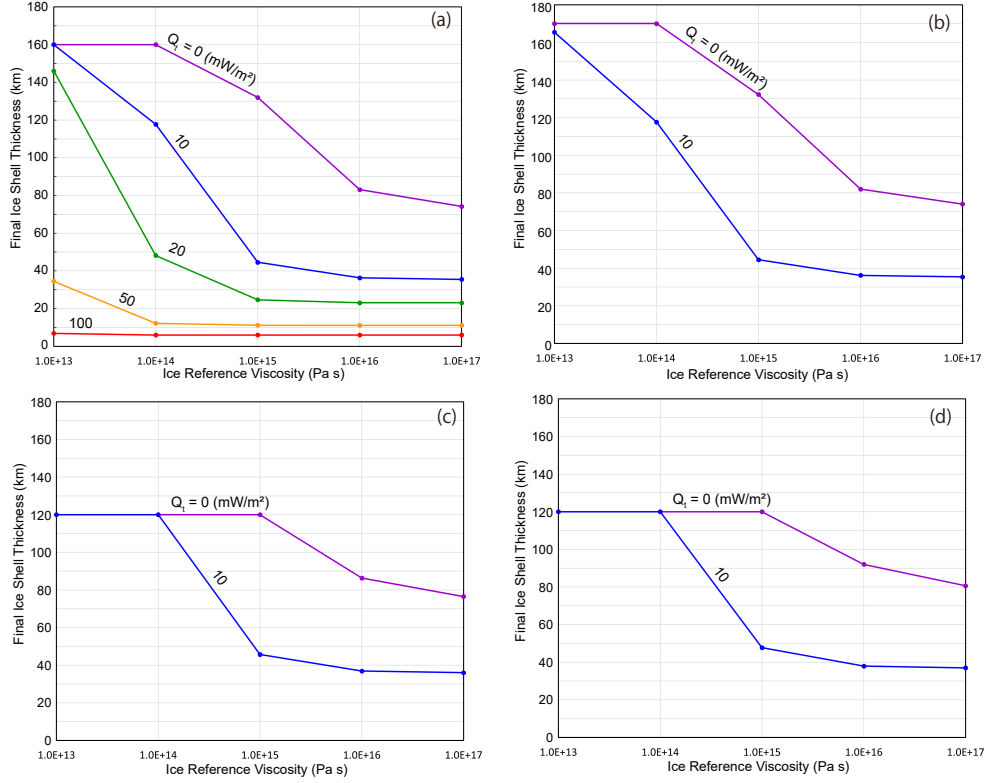 (a)
180
160
140
120
100
80
60
40
20
0
Final Ice Shell Thickness (km)
Qt = 0 (mW/m²)
10
20
50
100
1.0E+13 1.0E+14 1.0E+15 1.0E+16 1.0E+17
Ice Reference Viscosity (Pa s)
(b)
180
160
140
120
100
80
60
40
20
0
Final Ice Shell Thickness (km)
Qt = 0 (mW/m²)
10
1.0E+13 1.0E+14 1.0E+15 1.0E+16 1.0E+17
Ice Reference Viscosity (Pa s)
(c)
180
160
140
120
100
80
60
40
20
0
Final Ice Shell Thickness (km)
Qt = 0 (mW/m²)
10
1.0E+13 1.0E+14 1.0E+15 1.0E+16 1.0E+17
Ice Reference Viscosity (Pa s)
(d)
180
160
140
120
100
80
60
40
20
0
Final Ice Shell Thickness (km)
Qt = 0 (mW/m²)
10
1.0E+13 1.0E+14 1.0E+15 1.0E+16 1.0E+17
Ice Reference Viscosity (Pa s)